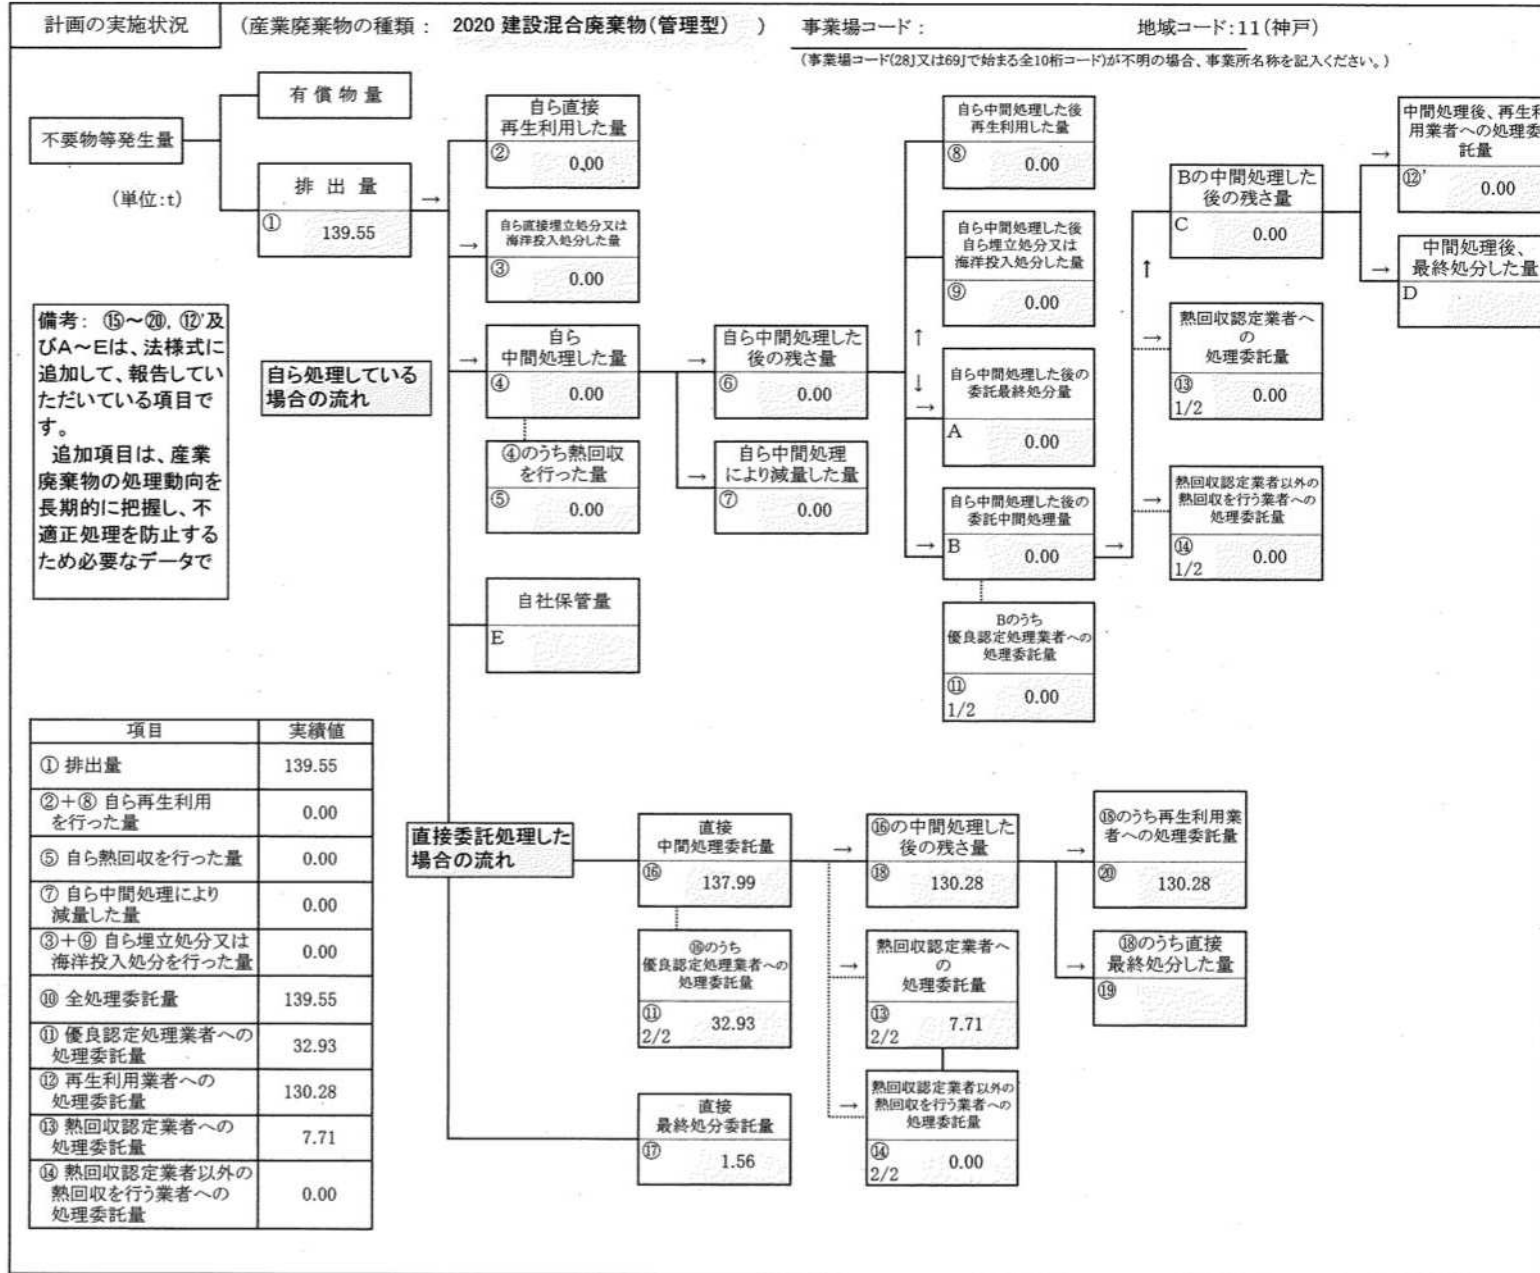 計画の実施状況
(産業廃棄物の種類： 2020 建設混合廃棄物(管理型) )
事業場コード：
地域コード：11(神戸)
(事業場コード(28｣又は69｣で始まる全10桁コード)が不明の場合、事業所名称を記入ください。)
不要物等発生量
(単位:t)
有 償 物 量
排 出 量
① 139.55
自ら直接
再生利用した量
② 0.00
自ら直接埋立処分又は
海洋投入処分した量
③ 0.00
自ら
中間処理した量
④ 0.00
④のうち熱回収
を行った量
⑤ 0.00
自社保管量
E
自ら中間処理した
後の残さ量
⑥ 0.00
自ら中間処理
により減量した量
⑦ 0.00
自ら中間処理した後
再生利用した量
⑧ 0.00
自ら中間処理した後
自ら埋立処分又は
海洋投入処分した量
⑨ 0.00
自ら中間処理した後の
委託最終処分量
A 0.00
自ら中間処理した後の
委託中間処理量
B 0.00
Bのうち
優良認定処理業者への
処理委託量
⑪
1/2 0.00
Bの中間処理した
後の残さ量
C 0.00
熱回収認定業者へ
の
処理委託量
⑬
1/2 0.00
熱回収認定業者以外の
熱回収を行う業者への
処理委託量
⑭
1/2 0.00
中間処理後、再生利
用業者への処理委
託量
⑫' 0.00
中間処理後、
最終処分した量
D
備考： ⑮～⑳, ⑫'及
びA～Eは、法様式に
追加して、報告してい
ただいている項目で
す。
追加項目は、産業
廃棄物の処理動向を
長期的に把握し、不
適正処理を防止する
ため必要なデータで
自ら処理している
場合の流れ
項目 実績値
① 排出量 139.55
②＋⑧ 自ら再生利用
を行った量 0.00
⑤ 自ら熱回収を行った量 0.00
⑦ 自ら中間処理により
減量した量 0.00
③＋⑨ 自ら埋立処分又は
海洋投入処分を行った量 0.00
⑩ 全処理委託量 139.55
⑪ 優良認定処理業者への
処理委託量 32.93
⑫ 再生利用業者への
処理委託量 130.28
⑬ 熱回収認定業者への
処理委託量 7.71
⑭ 熱回収認定業者以外の
熱回収を行う業者への
処理委託量 0.00
直接委託処理した
場合の流れ
直接
中間処理委託量
⑯ 137.99
⑯のうち
優良認定処理業者への
処理委託量
⑪
2/2 32.93
直接
最終処分委託量
⑰ 1.56
⑯の中間処理した
後の残さ量
⑱ 130.28
熱回収認定業者へ
の
処理委託量
⑬
2/2 7.71
熱回収認定業者以外の
熱回収を行う業者への
処理委託量
⑭
2/2 0.00
⑱のうち再生利用業
者への処理委託量
⑳ 130.28
⑱のうち直接
最終処分した量
⑲